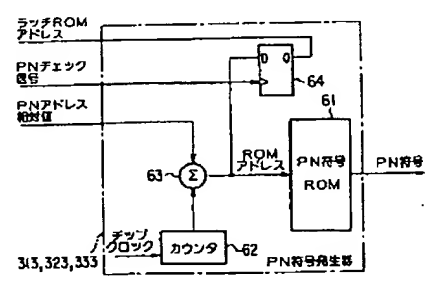 ラッチROM
アドレス
PNチェック
信号
PNアドレス
相対値
D Q
64
61
63
Σ
ROM
アドレス
PN符号
ROM
PN符号
チップ
クロック
カウンタ
62
313,323,333
PN符号発生器